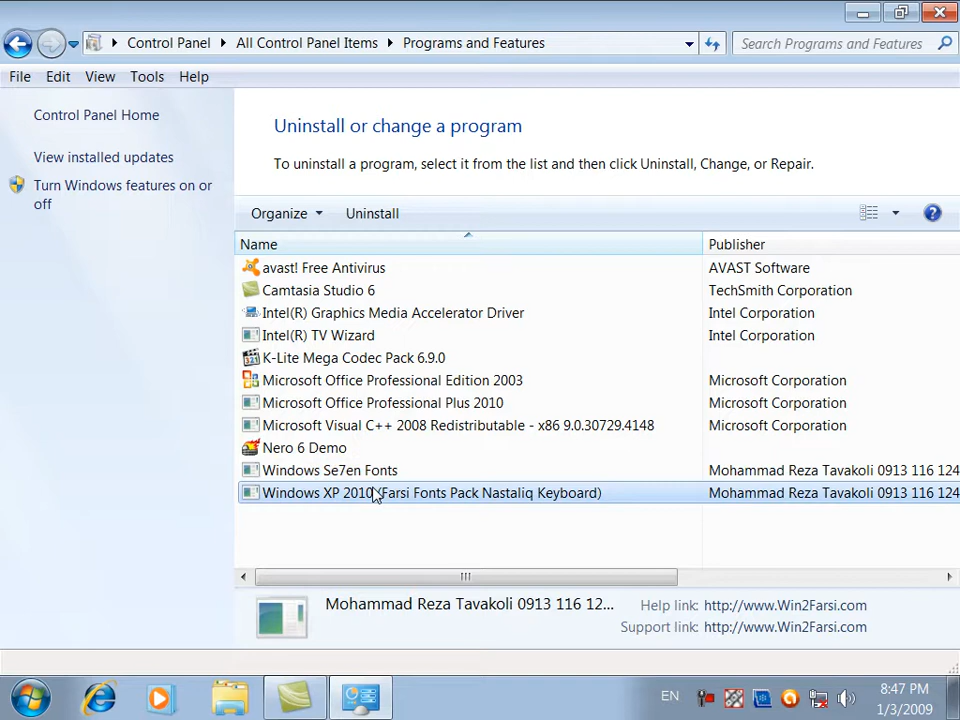 Control Panel All Control Panel Items Programs and Features Search Programs and Features
File Edit View Tools Help
Control Panel Home
View installed updates
Turn Windows features on or
off
Uninstall or change a program
To uninstall a program, select it from the list and then click Uninstall, Change, or Repair.
Organize Uninstall
Name Publisher
avast! Free Antivirus AVAST Software
Camtasia Studio 6 TechSmith Corporation
Intel(R) Graphics Media Accelerator Driver Intel Corporation
Intel(R) TV Wizard Intel Corporation
K-Lite Mega Codec Pack 6.9.0
Microsoft Office Professional Edition 2003 Microsoft Corporation
Microsoft Office Professional Plus 2010 Microsoft Corporation
Microsoft Visual C++ 2008 Redistributable - x86 9.0.30729.4148 Microsoft Corporation
Nero 6 Demo
Windows Se7en Fonts Mohammad Reza Tavakoli 0913 116 124
Windows XP 2010 (Farsi Fonts Pack Nastaliq Keyboard) Mohammad Reza Tavakoli 0913 116 124
Mohammad Reza Tavakoli 0913 116 12... Help link: http://www.Win2Farsi.com
Support link: http://www.Win2Farsi.com
EN 8:47 PM
1/3/2009